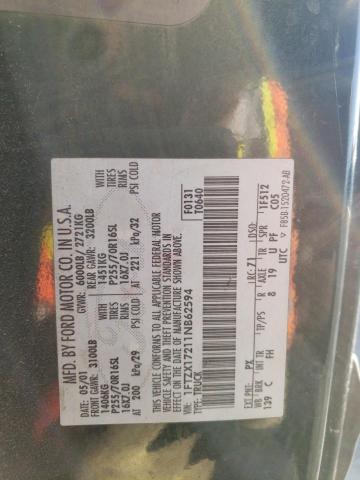 MFD. BY FORD MOTOR CO. IN U.S.A.
DATE: 05/01 GVWR: 6000LB/ 2721KG
FRONT GAWR: 3100LB REAR GAWR: 3200LB
1406KG WITH 1451KG WITH
P255/70R16SL TIRES P255/70R16SL TIRES
16X7.0J RIMS 16X7.0J RIMS
AT 200 kPa/29 PSI COLD AT 221 kPa/32 PSI COLD
THIS VEHICLE CONFORMS TO ALL APPLICABLE FEDERAL MOTOR
VEHICLE SAFETY AND THEFT PREVENTION STANDARDS IN
EFFECT ON THE DATE OF MANUFACTURE SHOWN ABOVE.
VIN: 1FTZX17211NB62594
TYPE: TRUCK
F0131
T0640
EXT PNT: PX RC: 71 DSO:
WB BRK INT TR TP/PS R AXLE TR SPR 1F512
139 C FH 8 19 U PF C05
F85B-1520472-AB